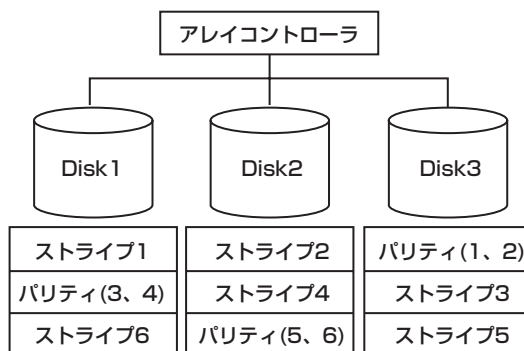 アレイコントローラ
Disk1
Disk2
Disk3
ストライプ1
ストライプ2
パリティ(1、2)
パリティ(3、4)
ストライプ4
ストライプ3
ストライプ6
パリティ(5、6)
ストライプ5